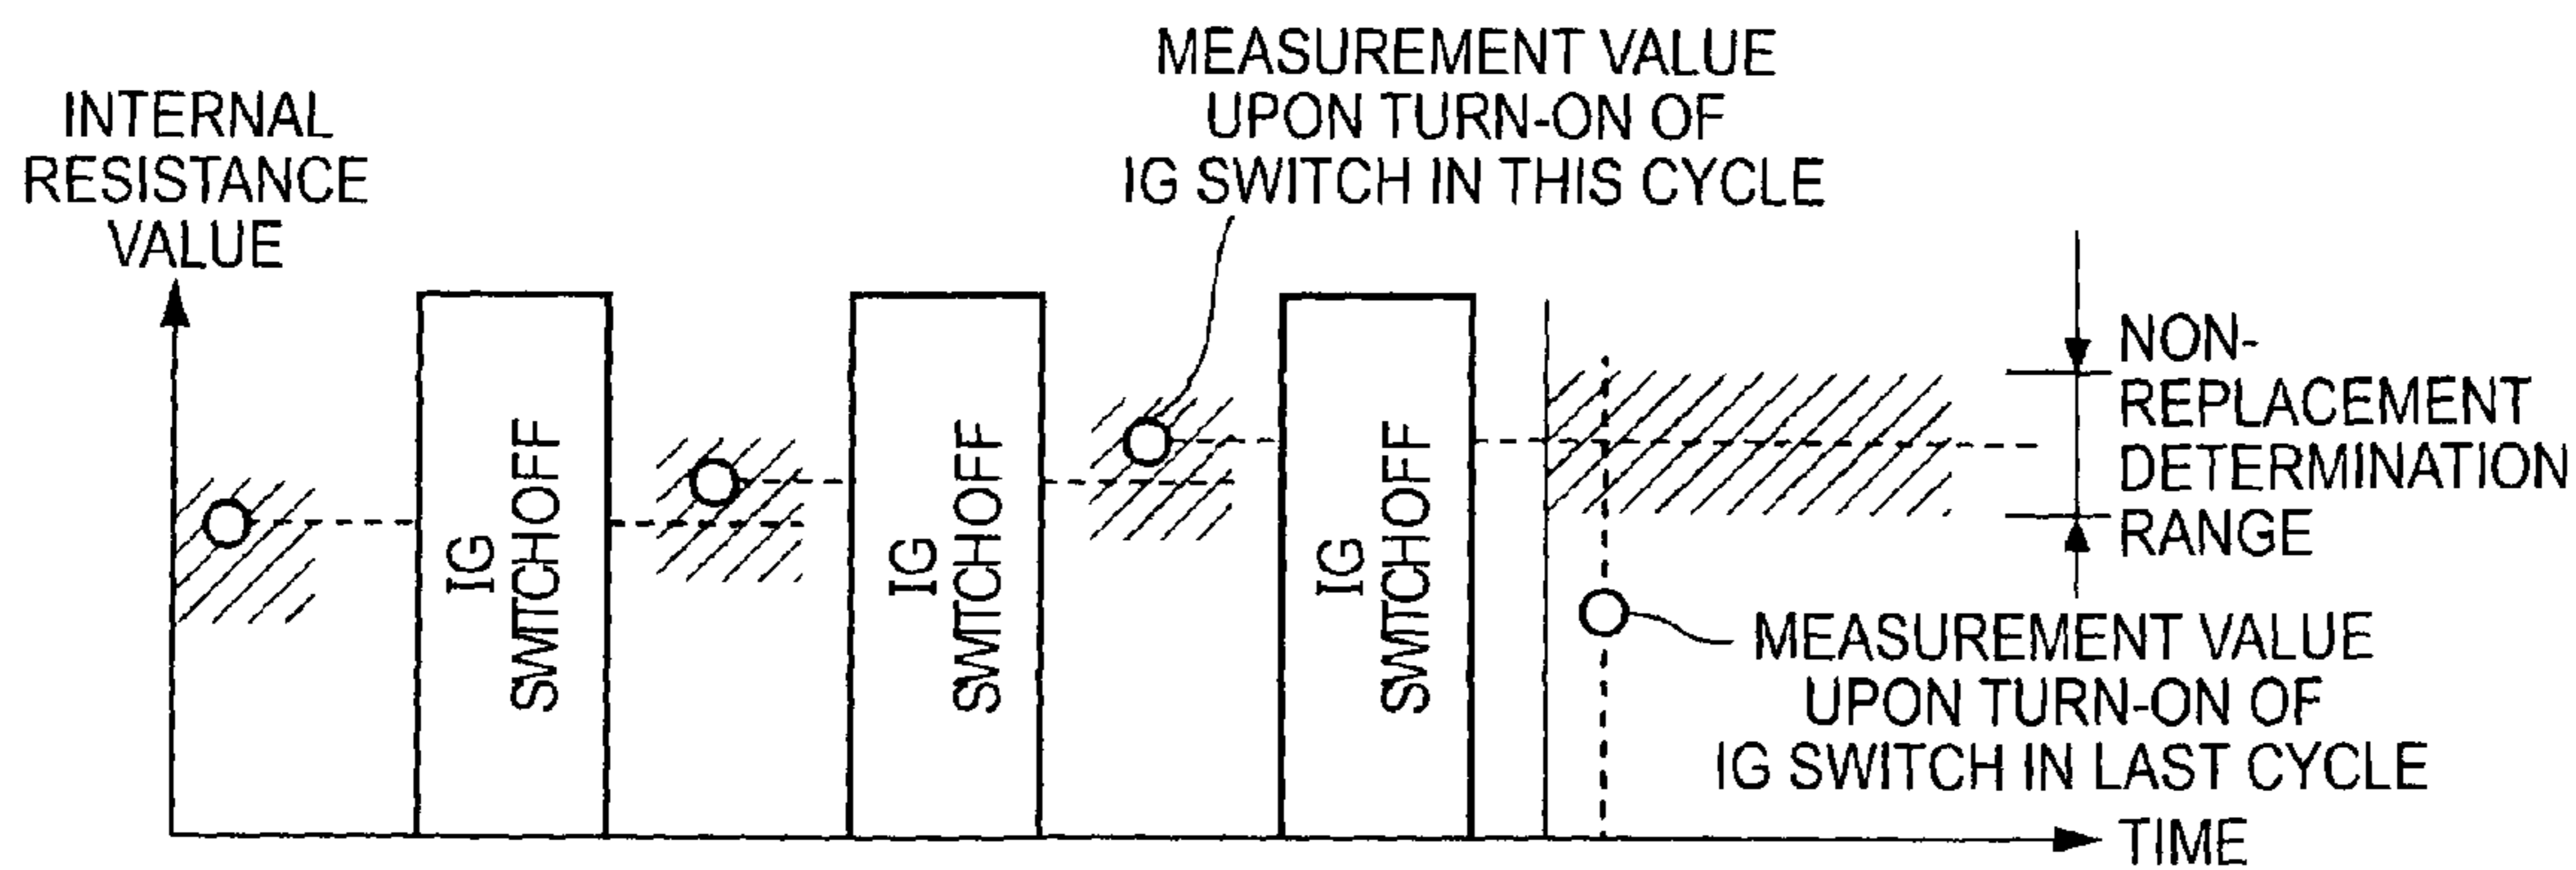 MEASUREMENT VALUE
UPON TURN-ON OF
IG SWITCH IN THIS CYCLE
INTERNAL
RESISTANCE
VALUE
IG
SWITCHOFF
IG
SWITCHOFF
IG
SWITCHOFF
NON-
REPLACEMENT
DETERMINATION
RANGE
MEASUREMENT VALUE
UPON TURN-ON OF
IG SWITCH IN LAST CYCLE
TIME